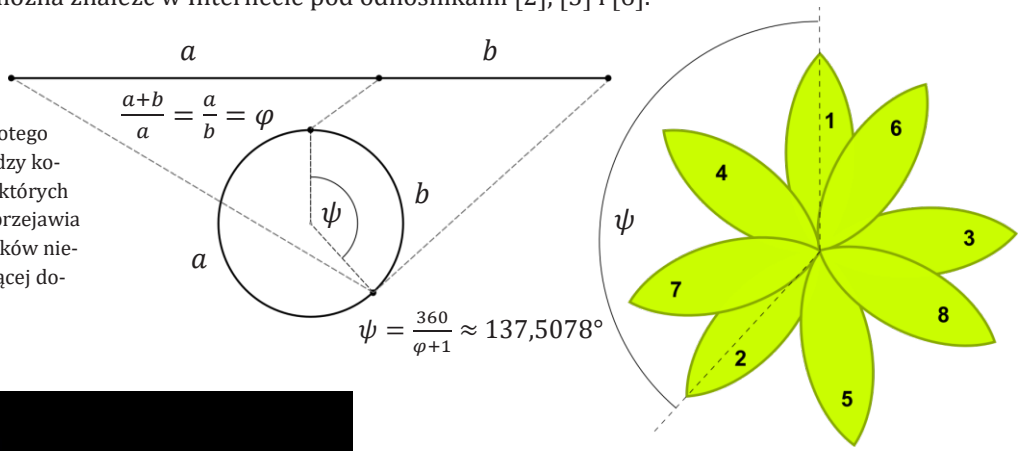 można znaleźć w Internecie pod odnośnikami [2], [5] i [6].
a b
(a+b)/a = a/b = φ
otego
dzy ko-
których
rzejawia
ków nie-
ącej do-
ψ
b
a
ψ = 360/(φ+1) ≈ 137,5078°
ψ
1
6
4
3
7
8
2
5